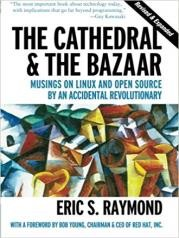 "The most important book about technology today,
with implications that go far beyond programming."
—Guy Kawasaki
Revised & Expanded
THE CATHEDRAL
& THE BAZAAR
MUSINGS ON LINUX AND OPEN SOURCE
BY AN ACCIDENTAL REVOLUTIONARY
ERIC S. RAYMOND
WITH A FOREWORD BY BOB YOUNG, CHAIRMAN & CEO OF RED HAT, INC.